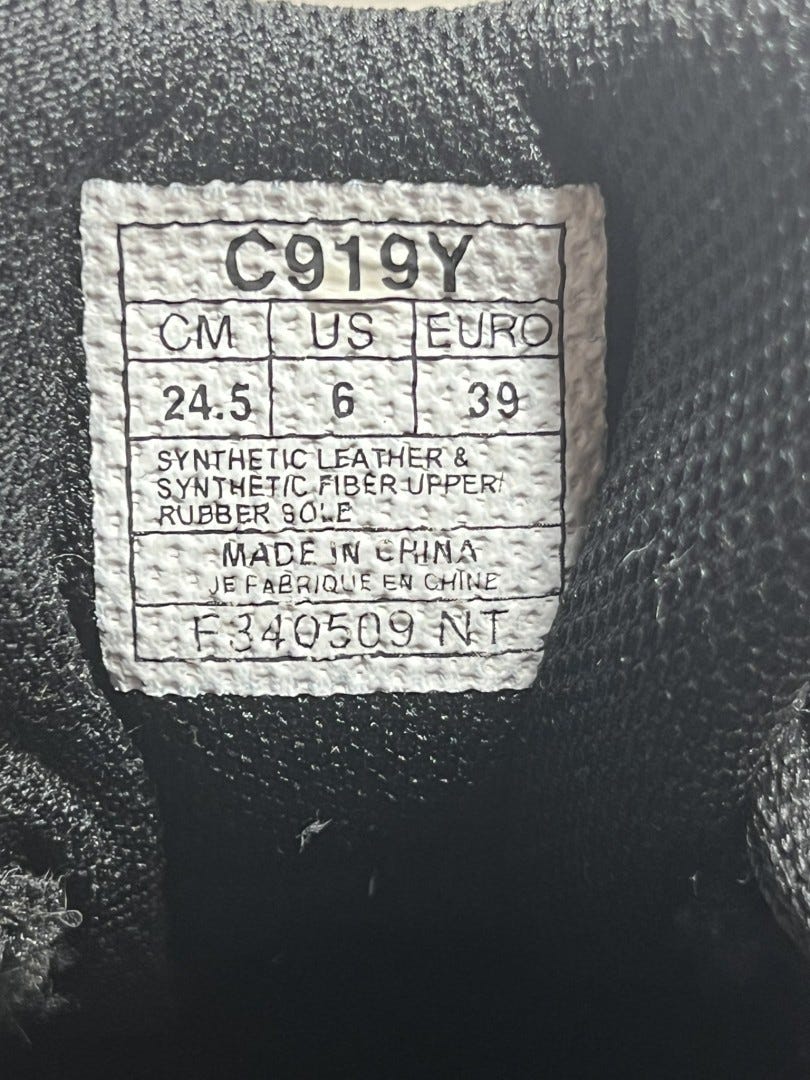 C919Y
CM US EURO
24.5 6 39
SYNTHETIC LEATHER &
SYNTHETIC FIBER UPPER/
RUBBER SOLE
MADE IN CHINA
JE FABRIQUE EN CHINE
F340509 NT